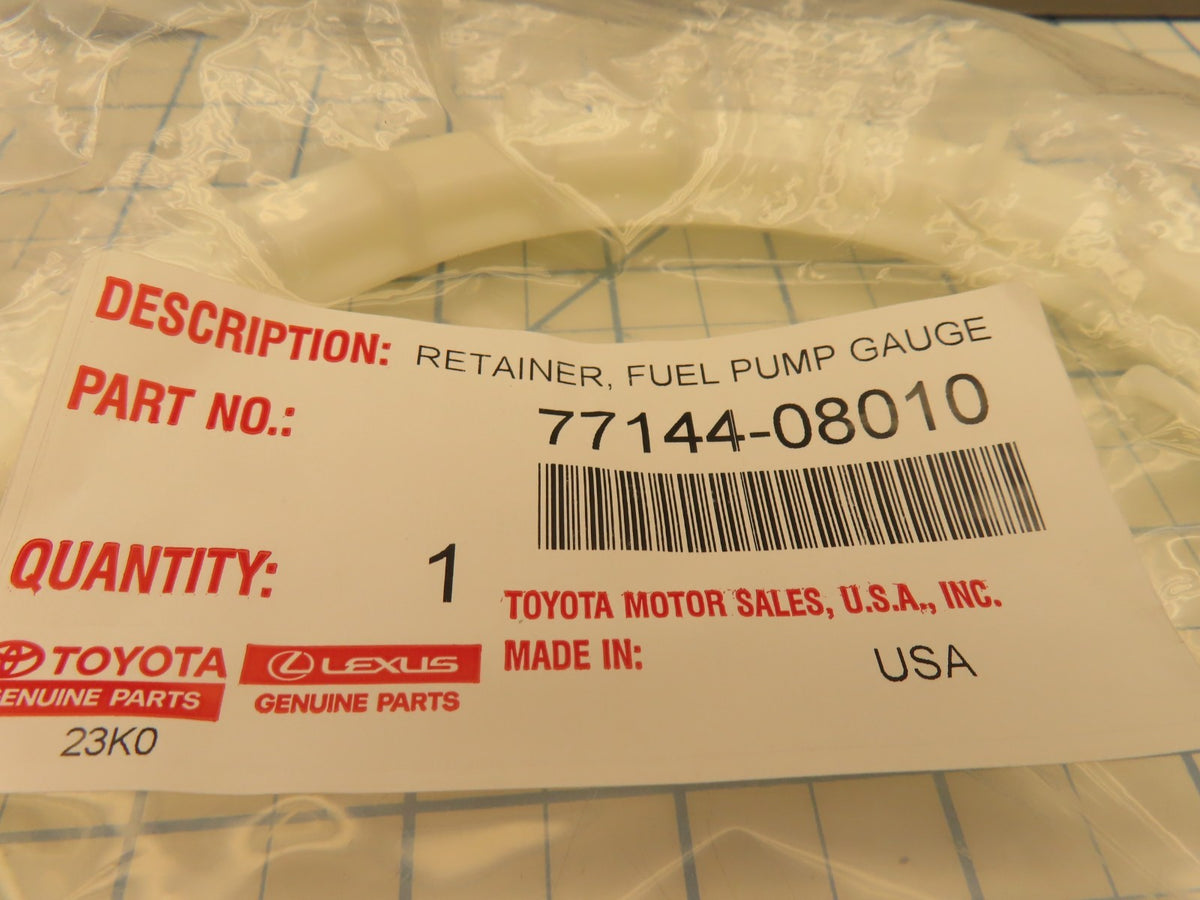 DESCRIPTION: RETAINER, FUEL PUMP GAUGE
PART NO.: 77144-08010
QUANTITY: 1
TOYOTA MOTOR SALES, U.S.A., INC.
MADE IN: USA
TOYOTA
GENUINE PARTS
LEXUS
GENUINE PARTS
23K0